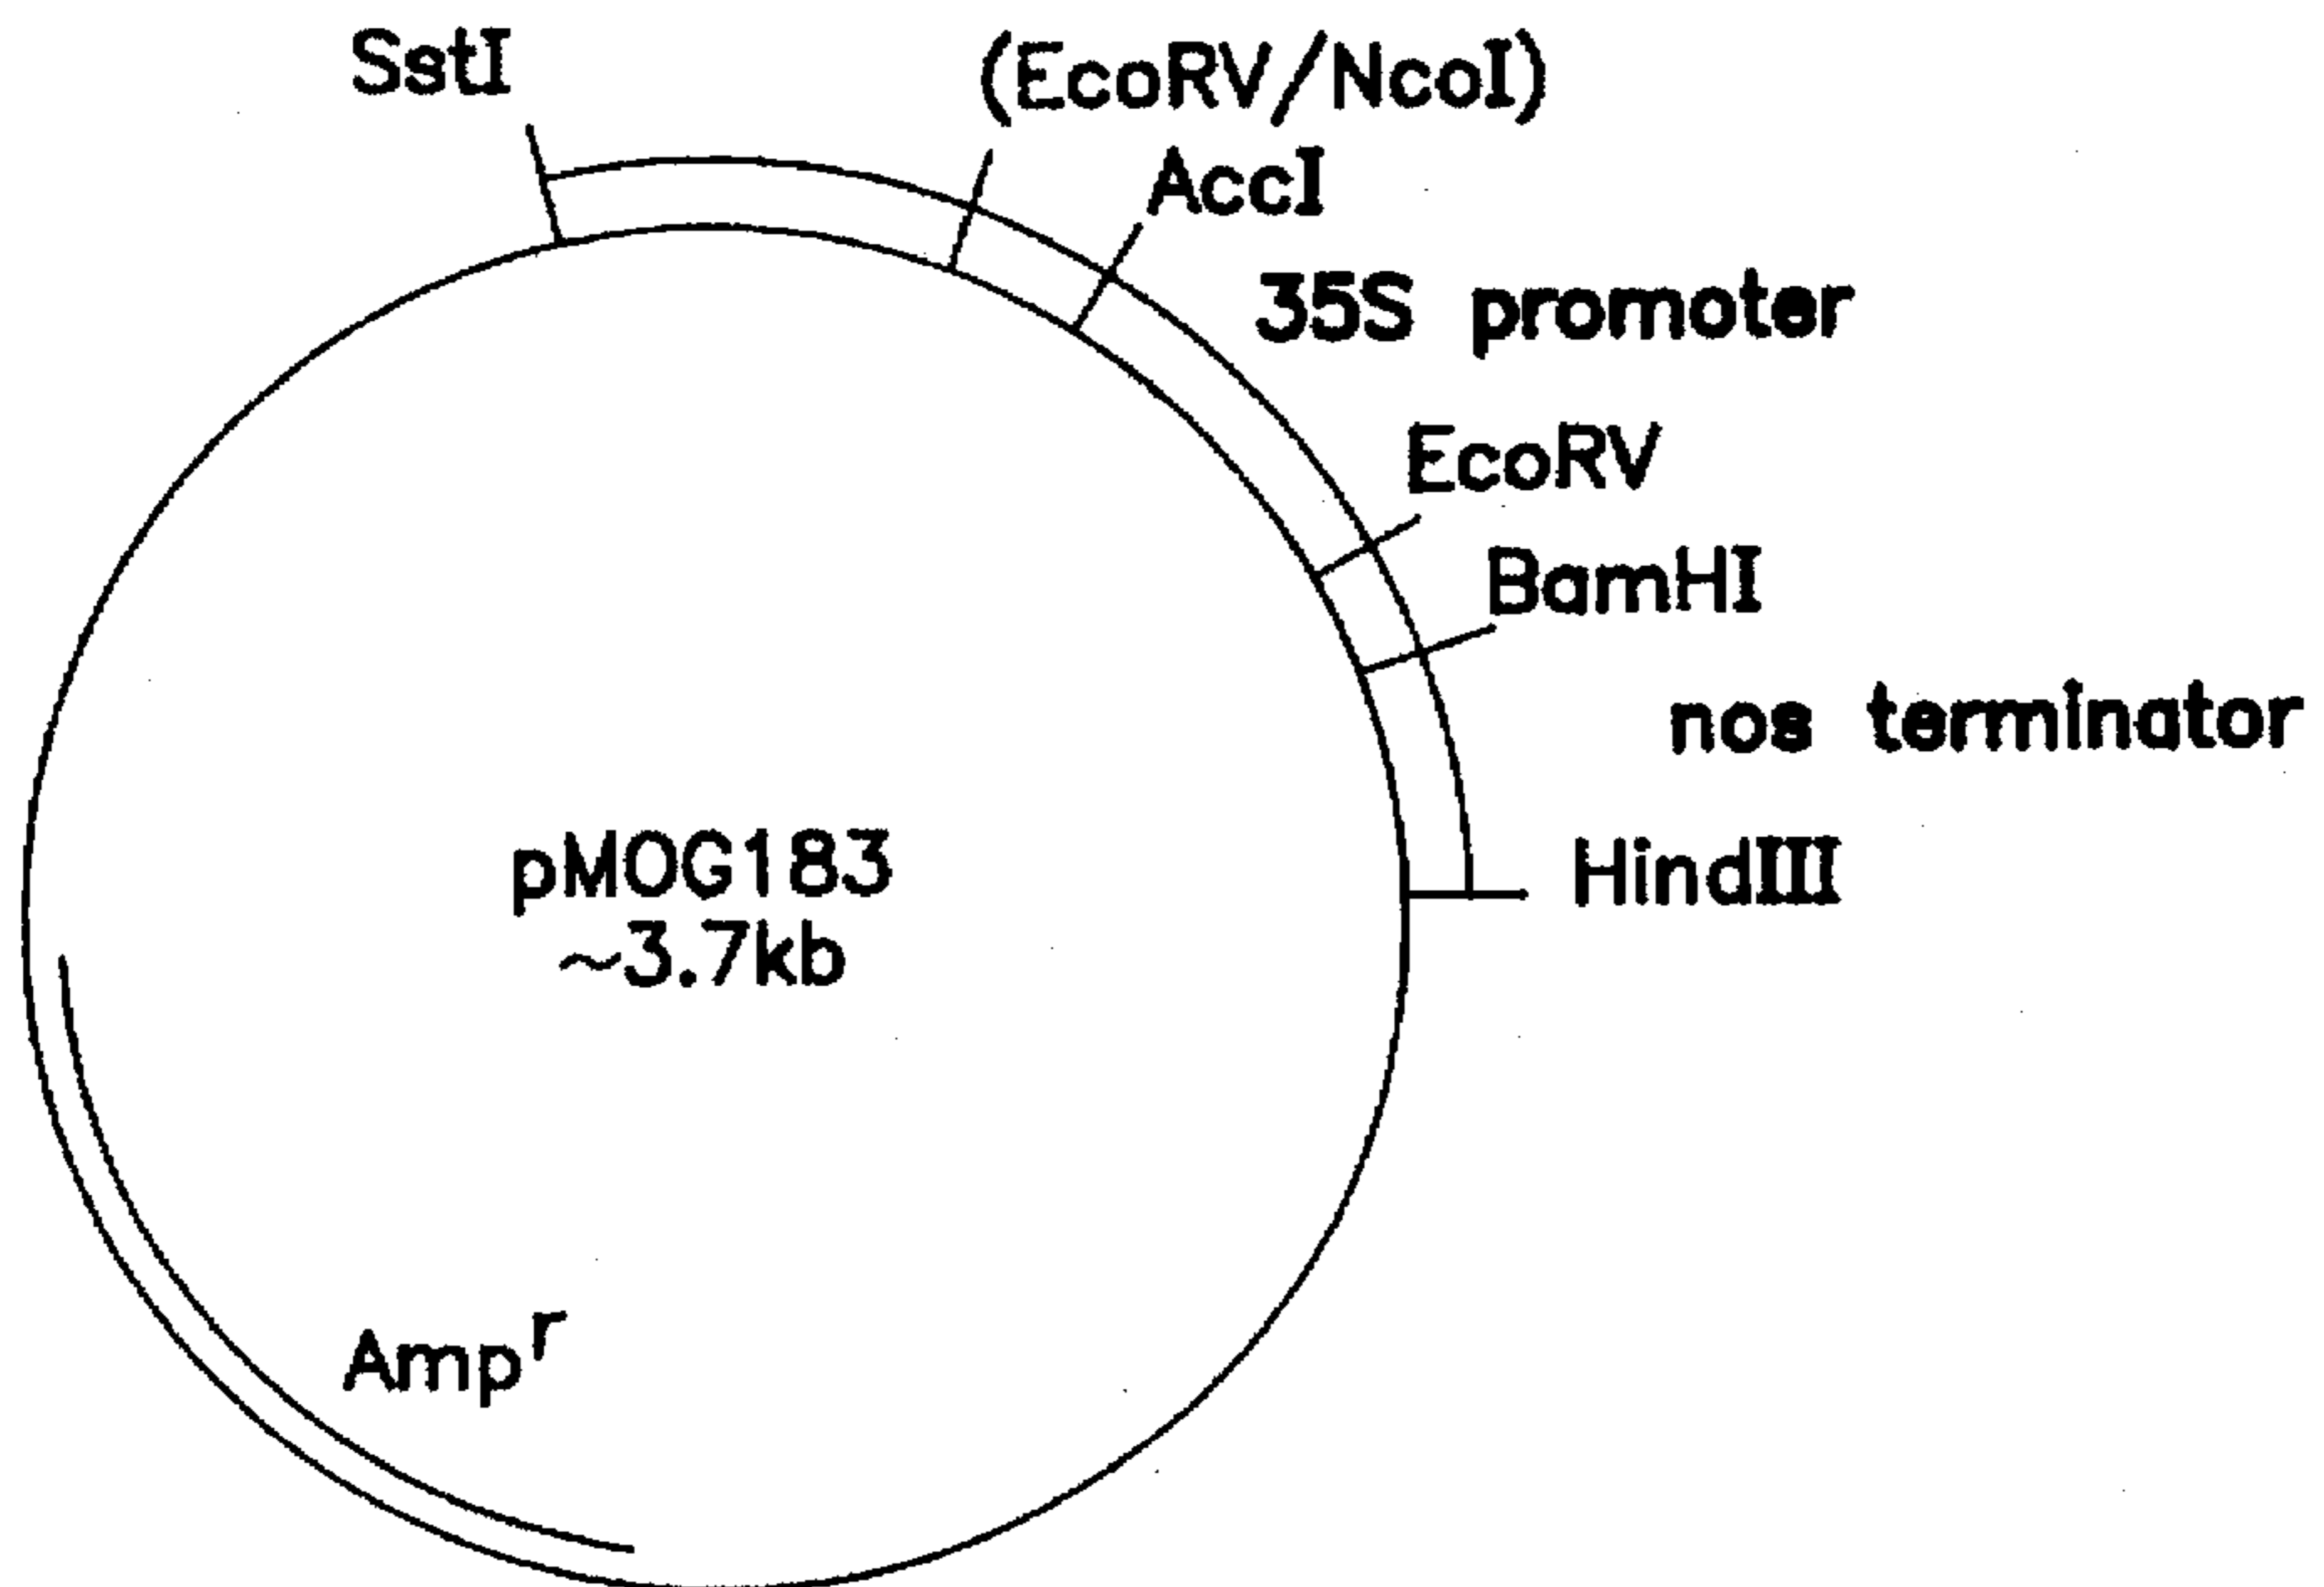 SstI
(EcoRV/NcoI)
AccI
35S promoter
EcoRV
BamHI
nos terminator
HindIII
pMOG183
~3.7kb
Amp^r